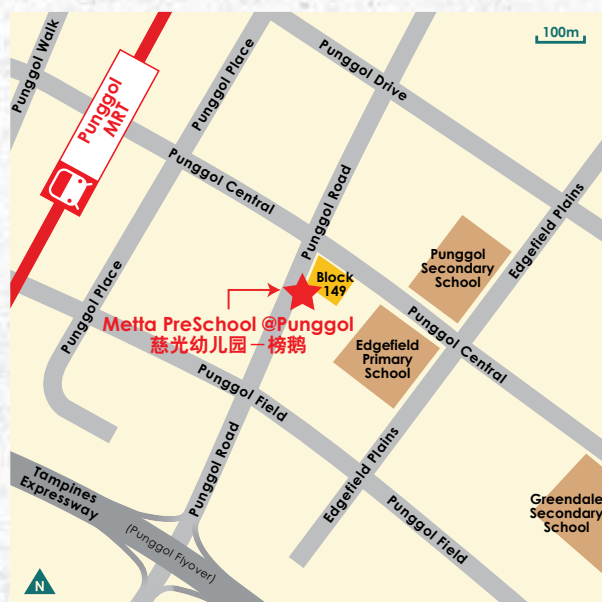 100m
Punggol Walk
Punggol Place
Punggol Drive
Punggol
MRT
Punggol Central
Punggol Road
Edgefield Plains
Punggol
Secondary
School
Block
149
Punggol Place
Metta PreSchool @Punggol
慈光幼儿园－榜鹅
Punggol Central
Edgefield
Primary
School
Punggol Field
Punggol Road
Edgefield Plains
Tampines
Expressway
(Punggol Flyover)
Punggol Field
Greendale
Secondary
School
N